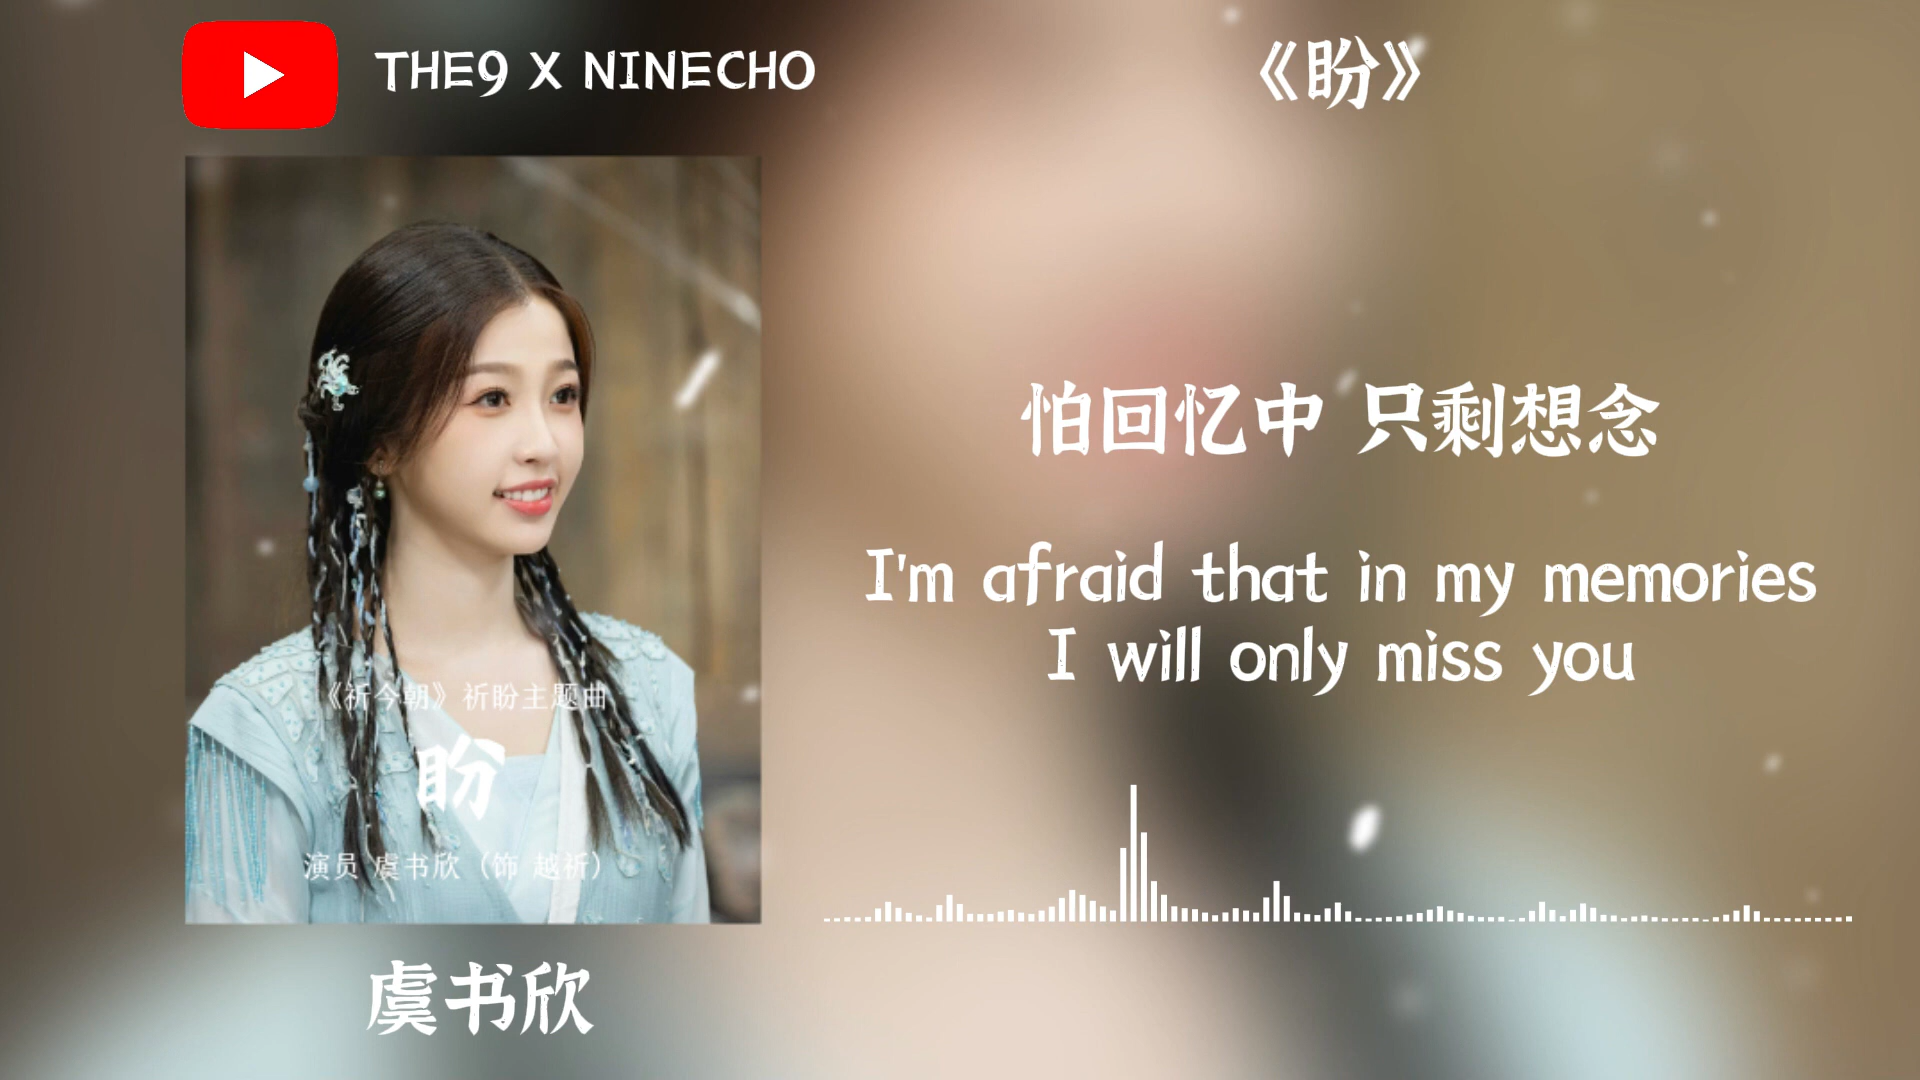 THE9 X NINECHO
《盼》
怕回忆中 只剩想念
I'm afraid that in my memories
I will only miss you
《祈今朝》祈盼主题曲
盼
演员 虞书欣（饰 越祈）
虞书欣